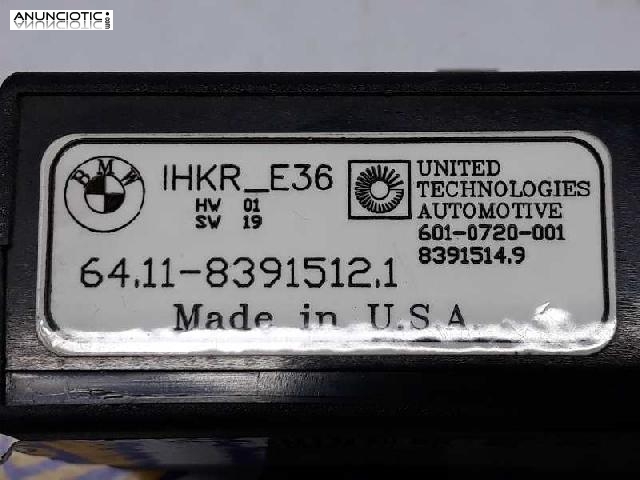 ANUNCIOTIC.com
BMW
IHKR_E36
HW 01
SW 19
UNITED
TECHNOLOGIES
AUTOMOTIVE
601-0720-001
8391514.9
64.11-8391512.1
Made in U.S.A.